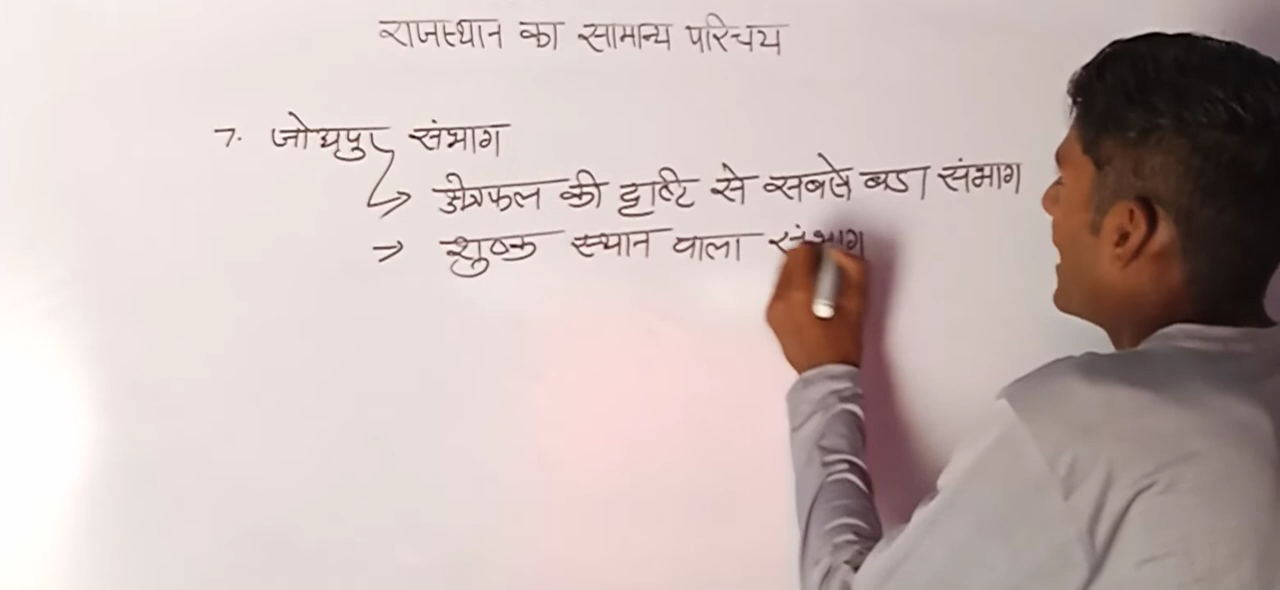 राजस्थान का सामान्य परिचय
7. जोधपुर संभाग
→ क्षेत्रफल की दृष्टि से सबसे बडा संभाग
→ शुष्क स्थान वाला संभाग